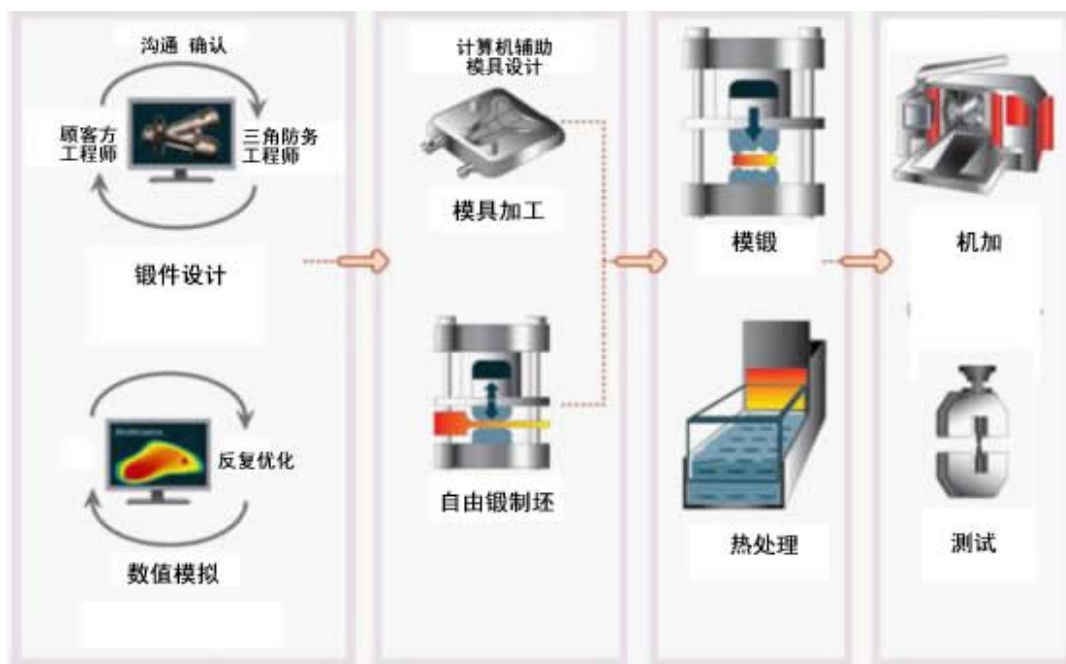 沟通 确认
顾客方
工程师
三角防务
工程师
锻件设计
反复优化
数值模拟
计算机辅助
模具设计
模具加工
自由锻制坯
模锻
热处理
机加
测试